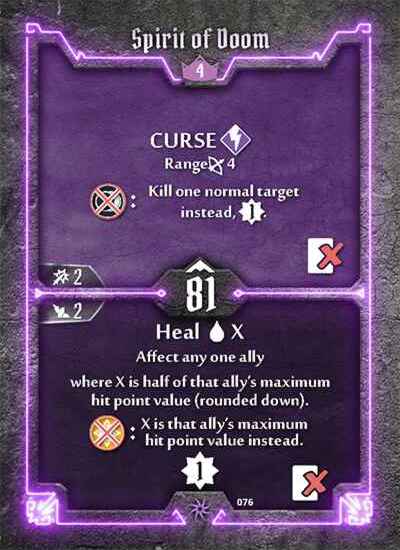 Spirit of Doom
4
CURSE
Range 4
: Kill one normal target
instead, 1.
2
81
2
Heal X
Affect any one ally
where X is half of that ally's maximum
hit point value (rounded down).
: X is that ally's maximum
hit point value instead.
1
076